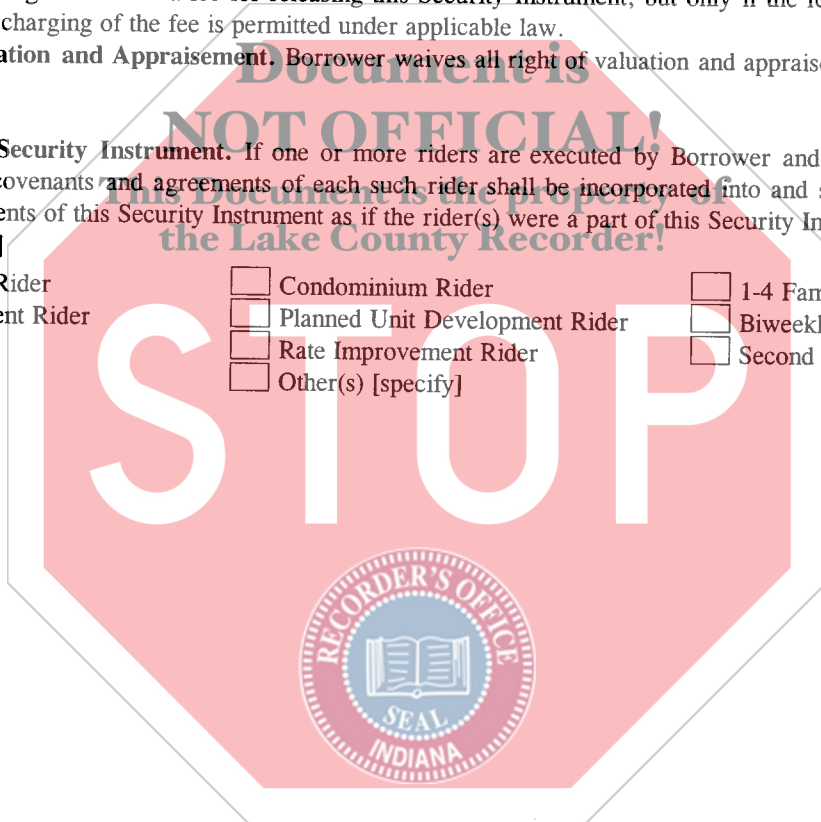 charging of the fee is permitted under applicable law.
ation and Appraisement. Borrower waives all right of valuation and appraise
Document is
NOT OFFICIAL!
Security Instrument. If one or more riders are executed by Borrower and
covenants and agreements of each such rider shall be incorporated into and s
This Document is the property of
ents of this Security Instrument as if the rider(s) were a part of this Security In
the Lake County Recorder!
Rider
Condominium Rider
1-4 Fam
ent Rider
Planned Unit Development Rider
Biweekl
Rate Improvement Rider
Second
Other(s) [specify]
STOP
RECORDER'S OFFICE
SEAL
INDIANA